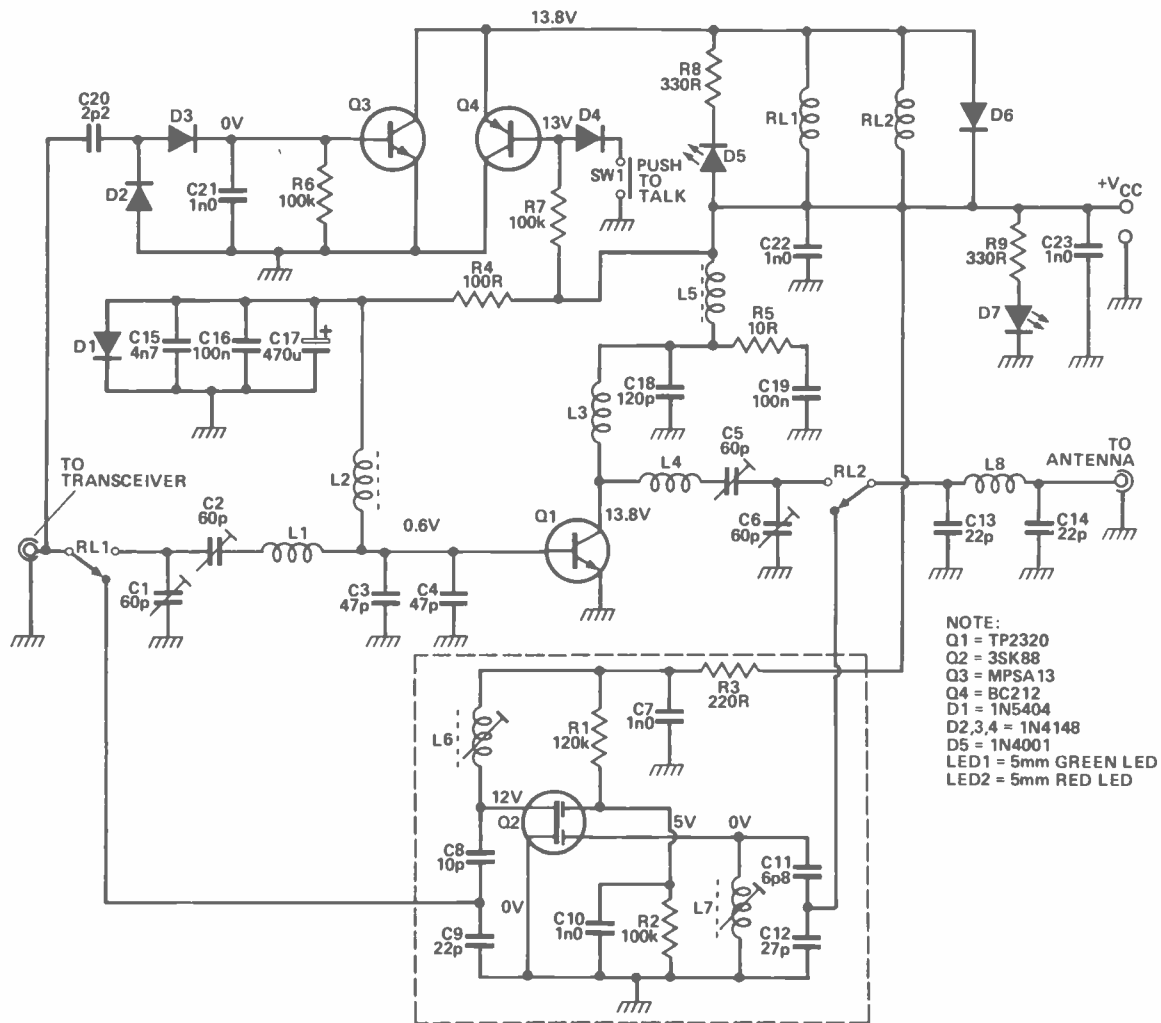 13.8V
R8
330R
C20
2p2
D3
0V
Q3
Q4
13V
D4
RL1
RL2
D6
D5
SW1
PUSH
TO
TALK
+VCC
D2
C21
1n0
R6
100k
R7
100k
C22
1n0
R9
330R
C23
1n0
R4
100R
L5
R5
10R
D7
D1
C15
4n7
C16
100n
C17
470u
+
C18
120p
C19
100n
L3
C5
60p
TO
TRANSCEIVER
L2
L4
RL2
L8
TO
ANTENNA
C2
60p
L1
0.6V
Q1
13.8V
C6
60p
C13
22p
C14
22p
RL1
C1
60p
C3
47p
C4
47p
NOTE:
Q1 = TP2320
Q2 = 3SK88
Q3 = MPSA13
Q4 = BC212
D1 = 1N5404
D2,3,4 = 1N4148
D5 = 1N4001
LED1 = 5mm GREEN LED
LED2 = 5mm RED LED
R3
220R
C7
1n0
R1
120k
L6
12V
Q2
5V
0V
C8
10p
C11
6p8
0V
C10
1n0
R2
100k
L7
C9
22p
C12
27p